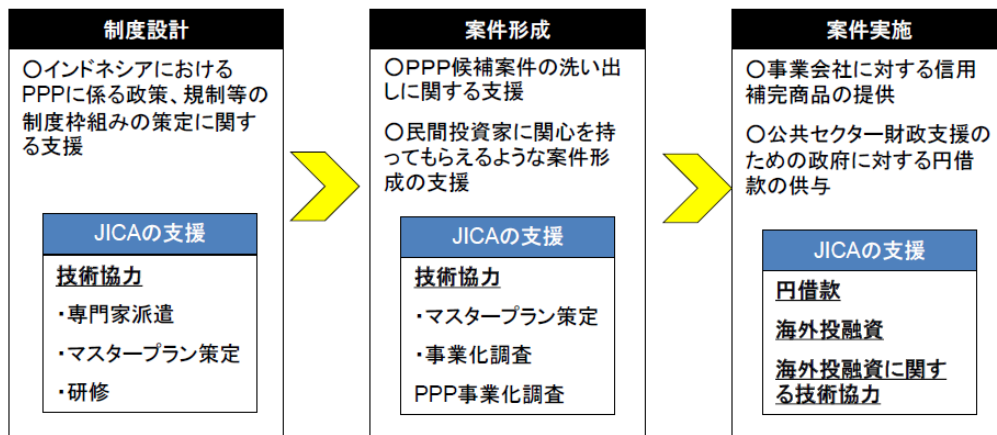 制度設計
〇インドネシアにおける
PPPに係る政策、規制等の
制度枠組みの策定に関す
る支援
JICAの支援
技術協力
・専門家派遣
・マスタープラン策定
・研修
案件形成
〇PPP候補案件の洗い出
しに関する支援
〇民間投資家に関心を持
ってもらえるような案件形
成の支援
JICAの支援
技術協力
・マスタープラン策定
・事業化調査
PPP事業化調査
案件実施
〇事業会社に対する信用
補完商品の提供
〇公共セクター財政支援の
ための政府に対する円借
款の供与
JICAの支援
円借款
海外投融資
海外投融資に関す
る技術協力